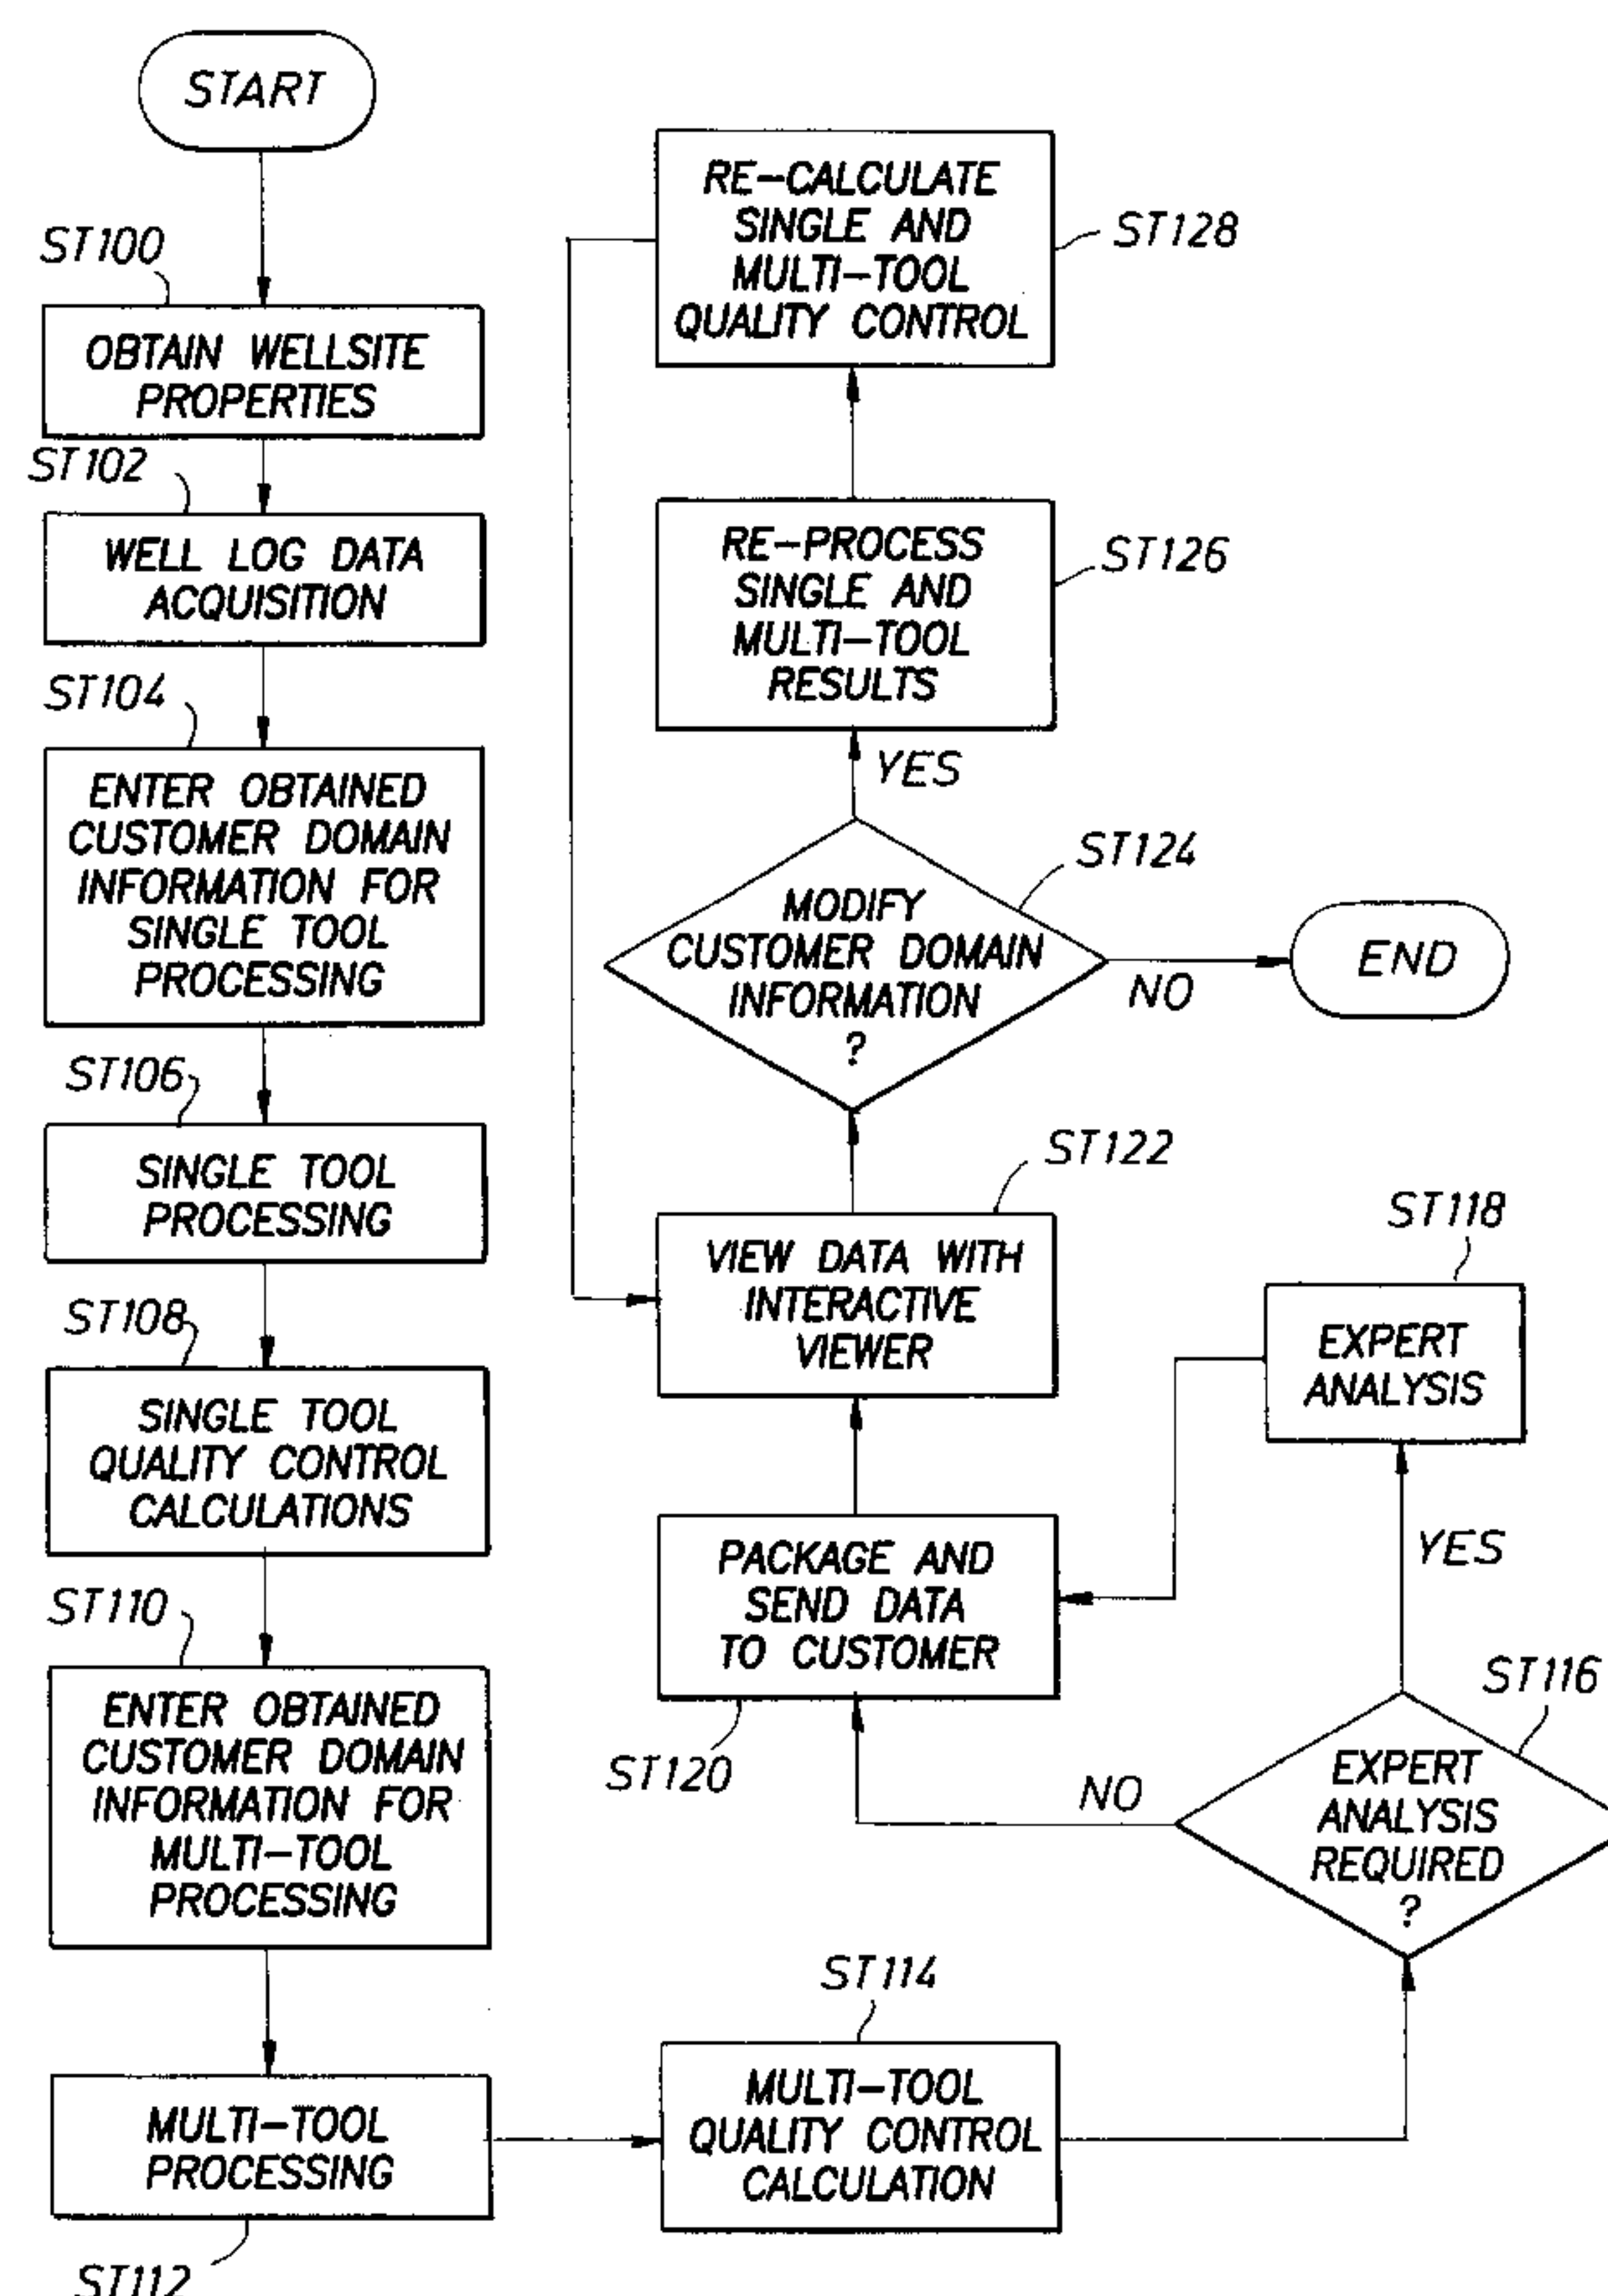 START
ST100
OBTAIN WELLSITE
PROPERTIES
ST102
WELL LOG DATA
ACQUISITION
ST104
ENTER OBTAINED
CUSTOMER DOMAIN
INFORMATION FOR
SINGLE TOOL
PROCESSING
ST106
SINGLE TOOL
PROCESSING
ST108
SINGLE TOOL
QUALITY CONTROL
CALCULATIONS
ST110
ENTER OBTAINED
CUSTOMER DOMAIN
INFORMATION FOR
MULTI-TOOL
PROCESSING
MULTI-TOOL
PROCESSING
ST112
ST114
MULTI-TOOL
QUALITY CONTROL
CALCULATION
ST116
EXPERT
ANALYSIS
REQUIRED
?
YES
NO
ST118
EXPERT
ANALYSIS
PACKAGE AND
SEND DATA
TO CUSTOMER
ST120
ST122
VIEW DATA WITH
INTERACTIVE
VIEWER
ST124
MODIFY
CUSTOMER DOMAIN
INFORMATION
?
NO
END
YES
RE-PROCESS
SINGLE AND
MULTI-TOOL
RESULTS
ST126
RE-CALCULATE
SINGLE AND
MULTI-TOOL
QUALITY CONTROL
ST128